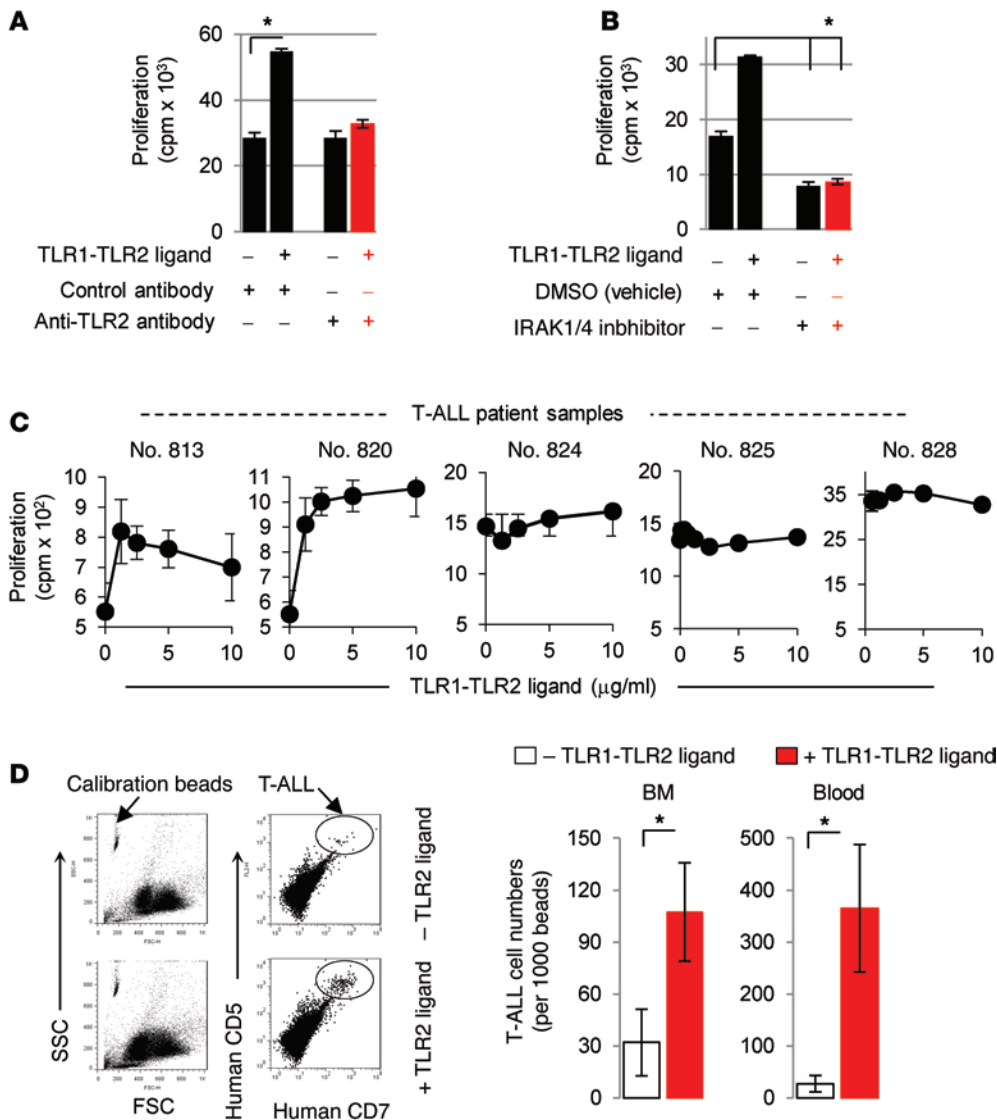 A
Proliferation
(cpm x 10³)
60
40
20
0
*
TLR1-TLR2 ligand – + – +
Control antibody + + – –
Anti-TLR2 antibody – – + +
B
Proliferation
(cpm x 10³)
30
20
10
0
*
TLR1-TLR2 ligand – + – +
DMSO (vehicle) + + – –
IRAK1/4 inbhibitor – – + +
C
T-ALL patient samples
No. 813
No. 820
No. 824
No. 825
No. 828
Proliferation
(cpm x 10²)
10
9
8
7
6
5
0 5 10
11
10
9
8
7
6
5
0 5 10
20
15
10
5
0 5 10
20
15
10
5
0 5 10
35
25
15
5
0 5 10
TLR1-TLR2 ligand (μg/ml)
D
Calibration beads
T-ALL
SSC
FSC
Human CD5
Human CD7
– TLR2 ligand
+ TLR2 ligand
– TLR1-TLR2 ligand
+ TLR1-TLR2 ligand
BM
Blood
T-ALL cell numbers
(per 1000 beads)
150
120
90
60
30
0
*
500
400
300
200
100
0
*